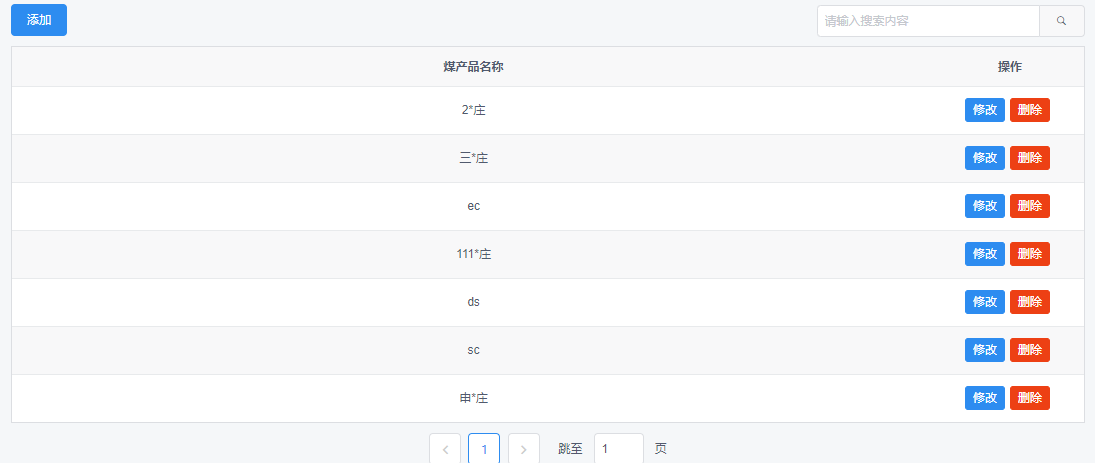 添加
请输入搜索内容
煤产品名称 操作
2*庄 修改 删除
三*庄 修改 删除
ec 修改 删除
111*庄 修改 删除
ds 修改 删除
sc 修改 删除
申*庄 修改 删除
1 跳至 1 页